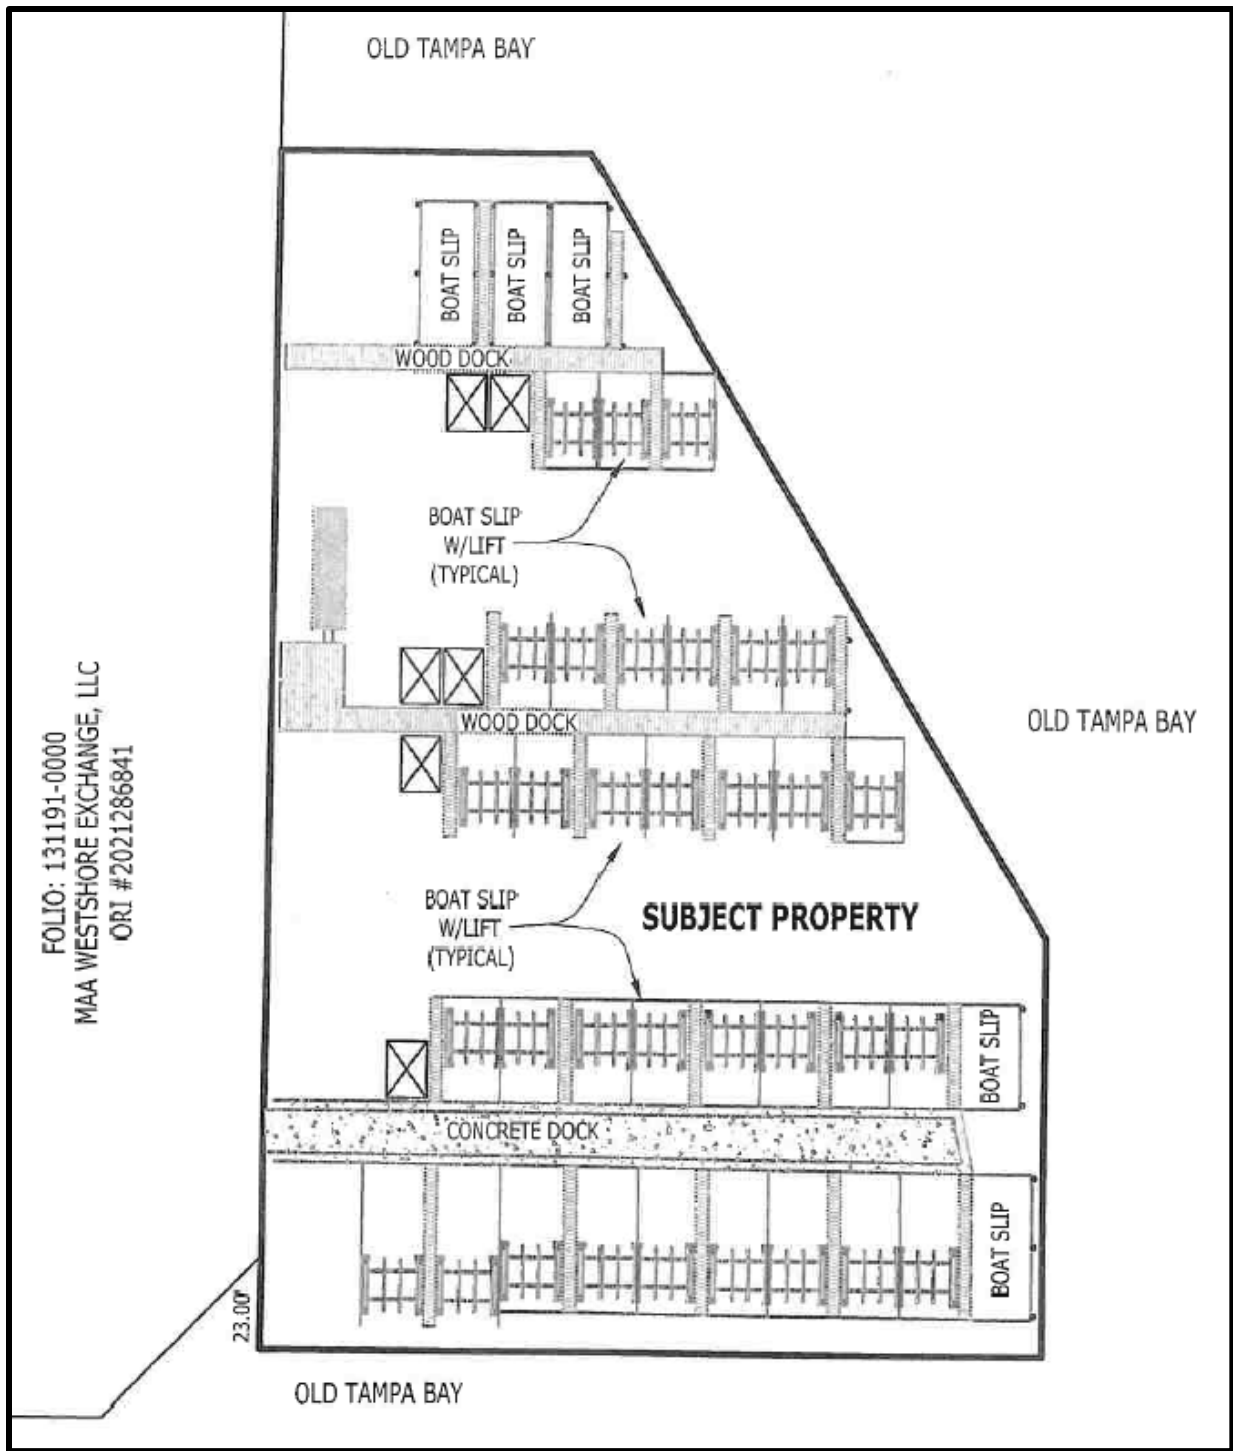 OLD TAMPA BAY
BOAT SLIP
BOAT SLIP
BOAT SLIP
WOOD DOCK
BOAT SLIP
W/LIFT
(TYPICAL)
WOOD DOCK
OLD TAMPA BAY
FOLIO: 131191-0000
MAA WESTSHORE EXCHANGE, LLC
ORI #2021286841
BOAT SLIP
W/LIFT
(TYPICAL)
SUBJECT PROPERTY
BOAT SLIP
CONCRETE DOCK
BOAT SLIP
23.00'
OLD TAMPA BAY